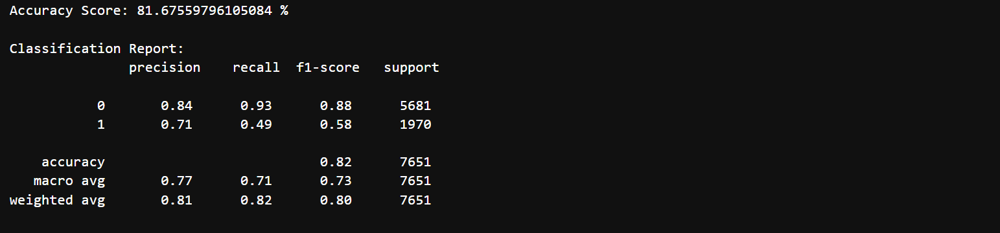 Accuracy Score: 81.67559796105084 %
Classification Report:
precision recall f1-score support
0 0.84 0.93 0.88 5681
1 0.71 0.49 0.58 1970
accuracy 0.82 7651
macro avg 0.77 0.71 0.73 7651
weighted avg 0.81 0.82 0.80 7651